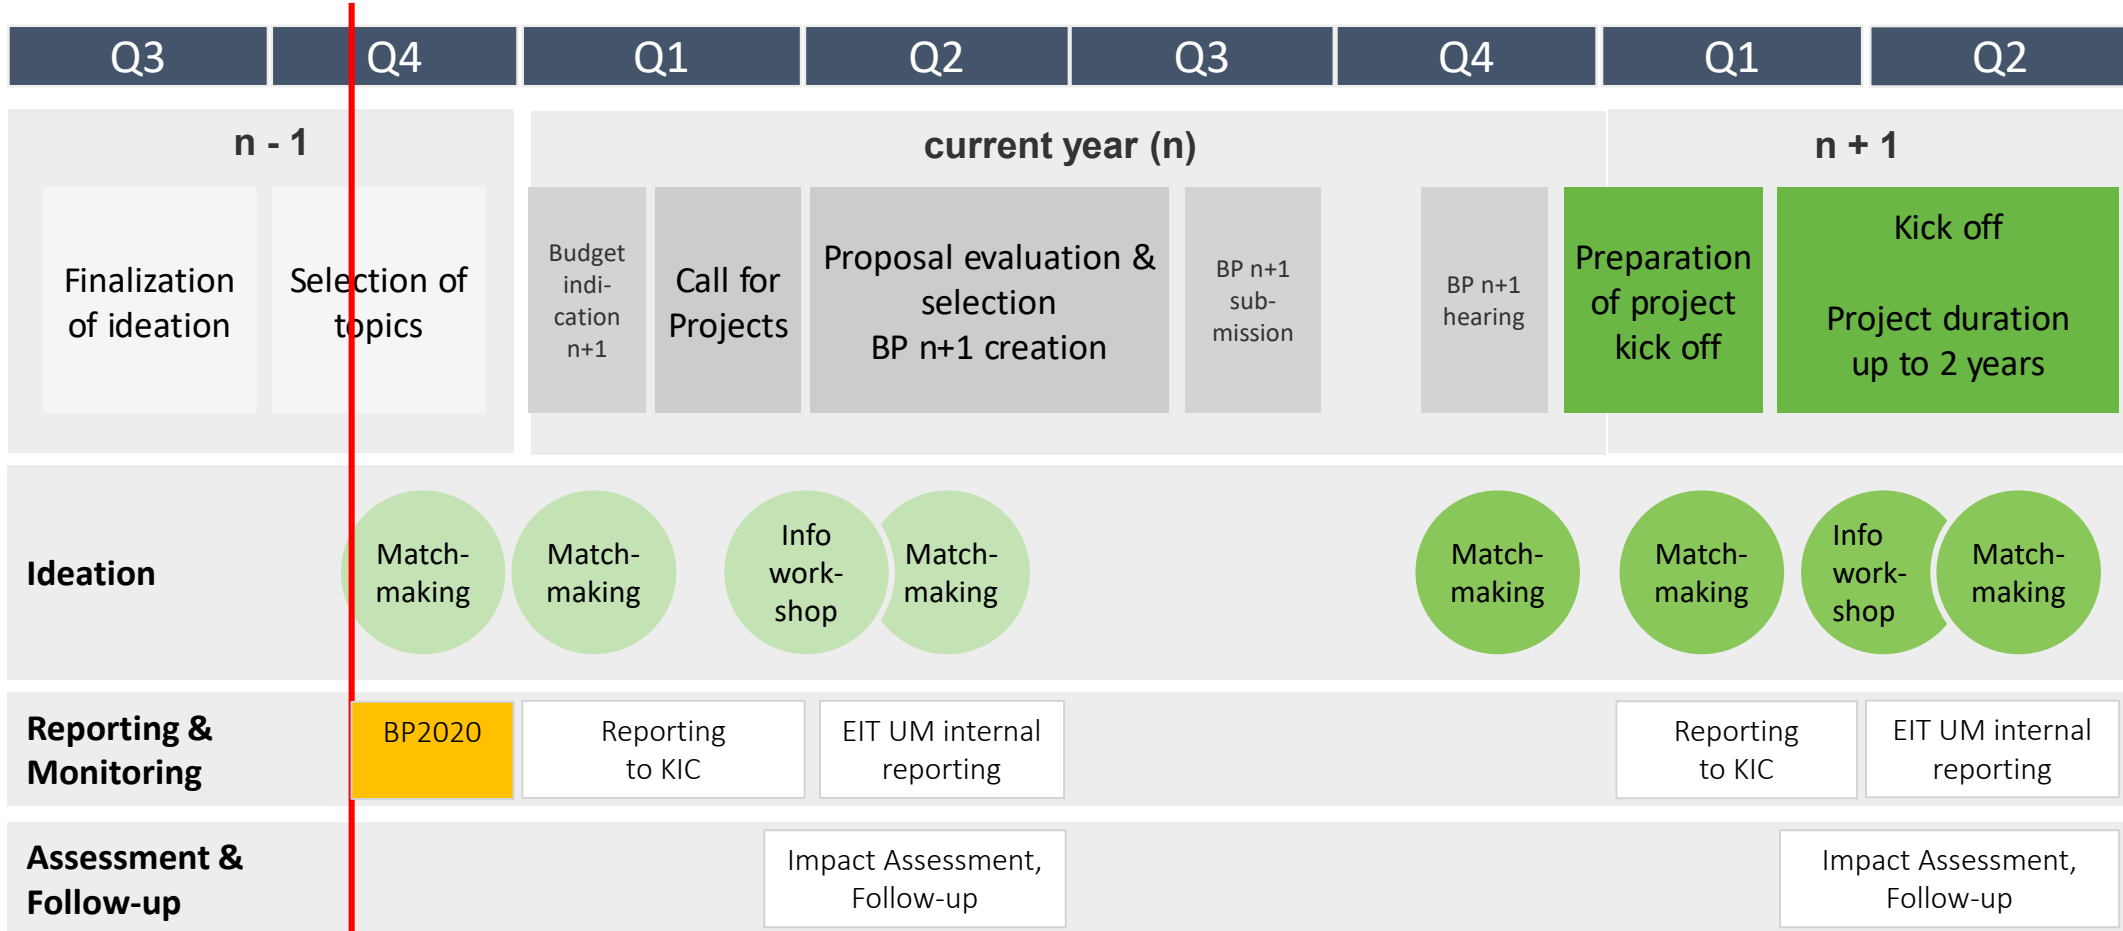 Q3 Q4 Q1 Q2 Q3 Q4 Q1 Q2
n - 1
current year (n)
n + 1
Finalization
of ideation
Selection of
topics
Budget
indi-
cation
n+1
Call for
Projects
Proposal evaluation &
selection
BP n+1 creation
BP n+1
sub-
mission
BP n+1
hearing
Preparation
of project
kick off
Kick off
Project duration
up to 2 years
Ideation
Match-
making
Match-
making
Info
work-
shop
Match-
making
Match-
making
Match-
making
Info
work-
shop
Match-
making
Reporting &
Monitoring
BP2020
Reporting
to KIC
EIT UM internal
reporting
Reporting
to KIC
EIT UM internal
reporting
Assessment &
Follow-up
Impact Assessment,
Follow-up
Impact Assessment,
Follow-up